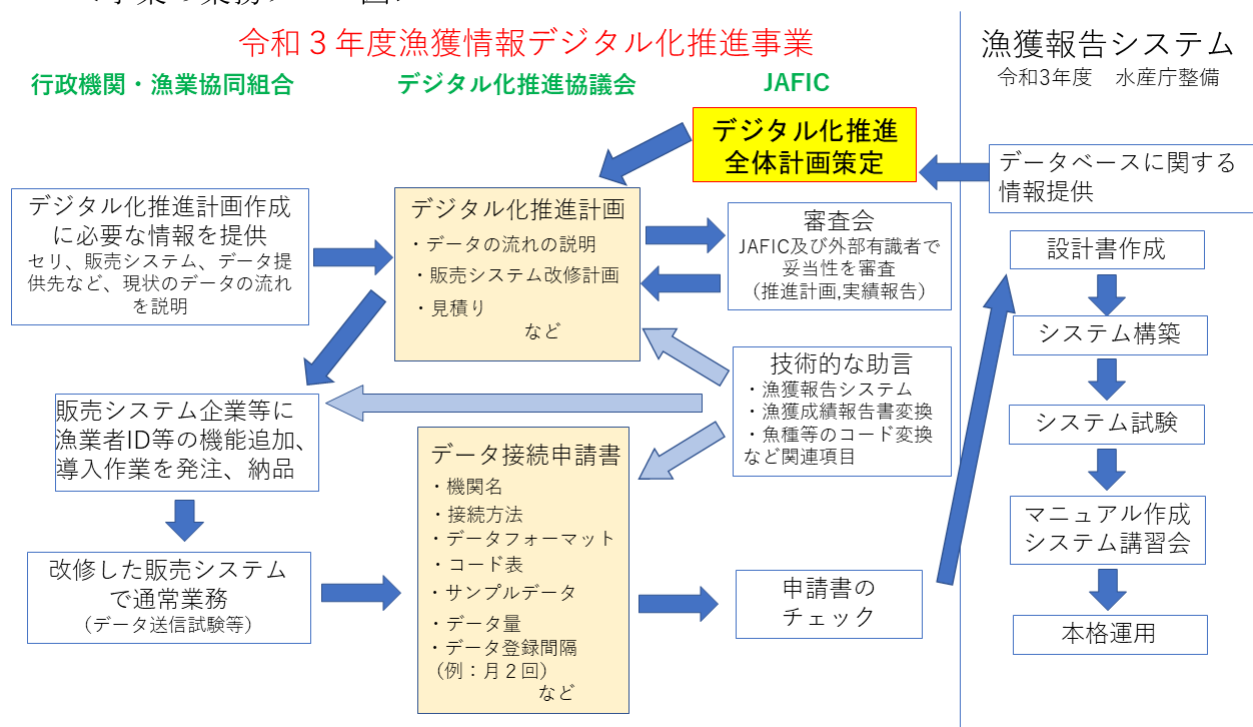 令和３年度漁獲情報デジタル化推進事業
漁獲報告システム
令和3年度　水産庁整備
行政機関・漁業協同組合
デジタル化推進協議会
JAFIC
デジタル化推進
全体計画策定
データベースに関する
情報提供
デジタル化推進計画作成
に必要な情報を提供
セリ、販売システム、データ提
供先など、現状のデータの流れ
を説明
デジタル化推進計画
・データの流れの説明
・販売システム改修計画
・見積り
など
審査会
JAFIC及び外部有識者で
妥当性を審査
（推進計画,実績報告）
設計書作成
システム構築
システム試験
マニュアル作成
システム講習会
本格運用
技術的な助言
・漁獲報告システム
・漁獲成績報告書変換
・魚種等のコード変換
など関連項目
販売システム企業等に
漁業者ID等の機能追加、
導入作業を発注、納品
データ接続申請書
・機関名
・接続方法
・データフォーマット
・コード表
・サンプルデータ
・データ量
・データ登録間隔
（例：月２回）
など
改修した販売システム
で通常業務
（データ送信試験等）
申請書の
チェック